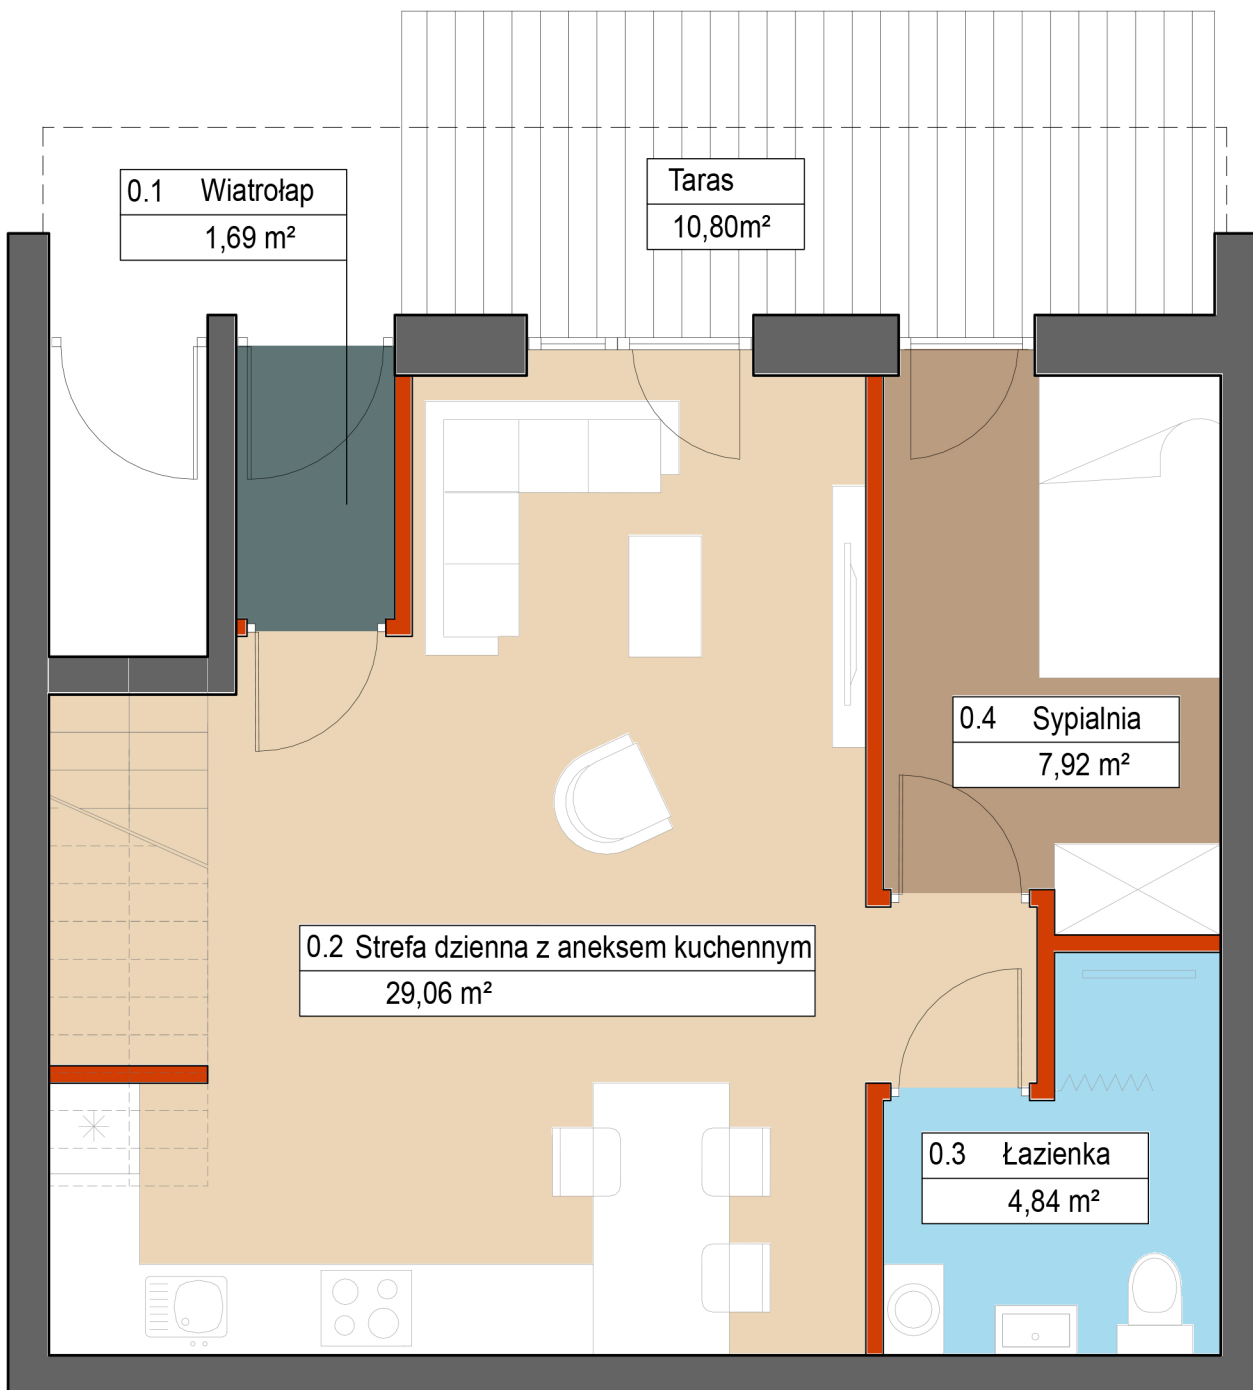 0.1 Wiatrołap
1,69 m²
Taras
10,80m²
0.4 Sypialnia
7,92 m²
0.2 Strefa dzienna z aneksem kuchennym
29,06 m²
0.3 Łazienka
4,84 m²